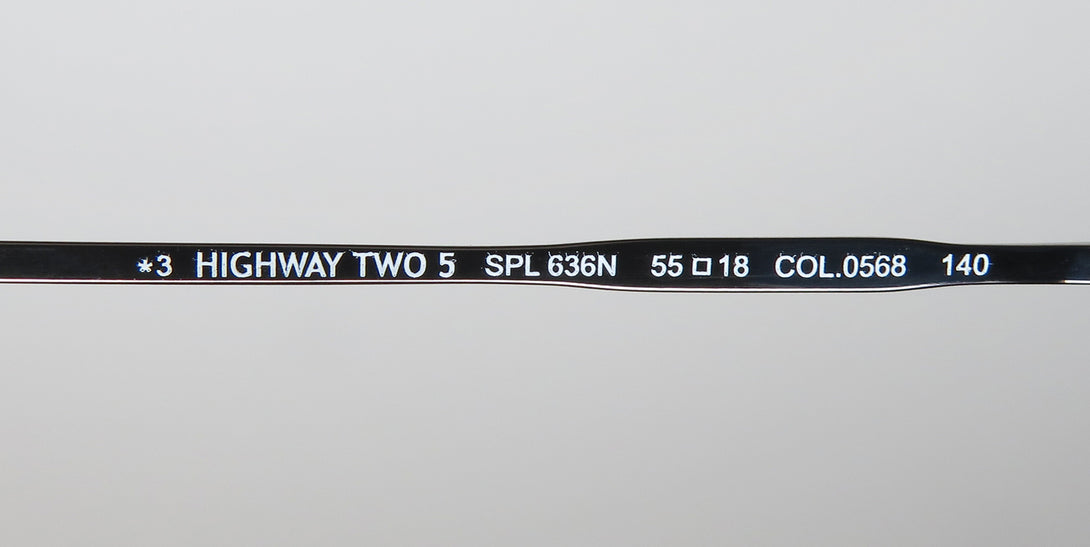 *3 HIGHWAY TWO 5 SPL 636N 55□18 COL.0568 140